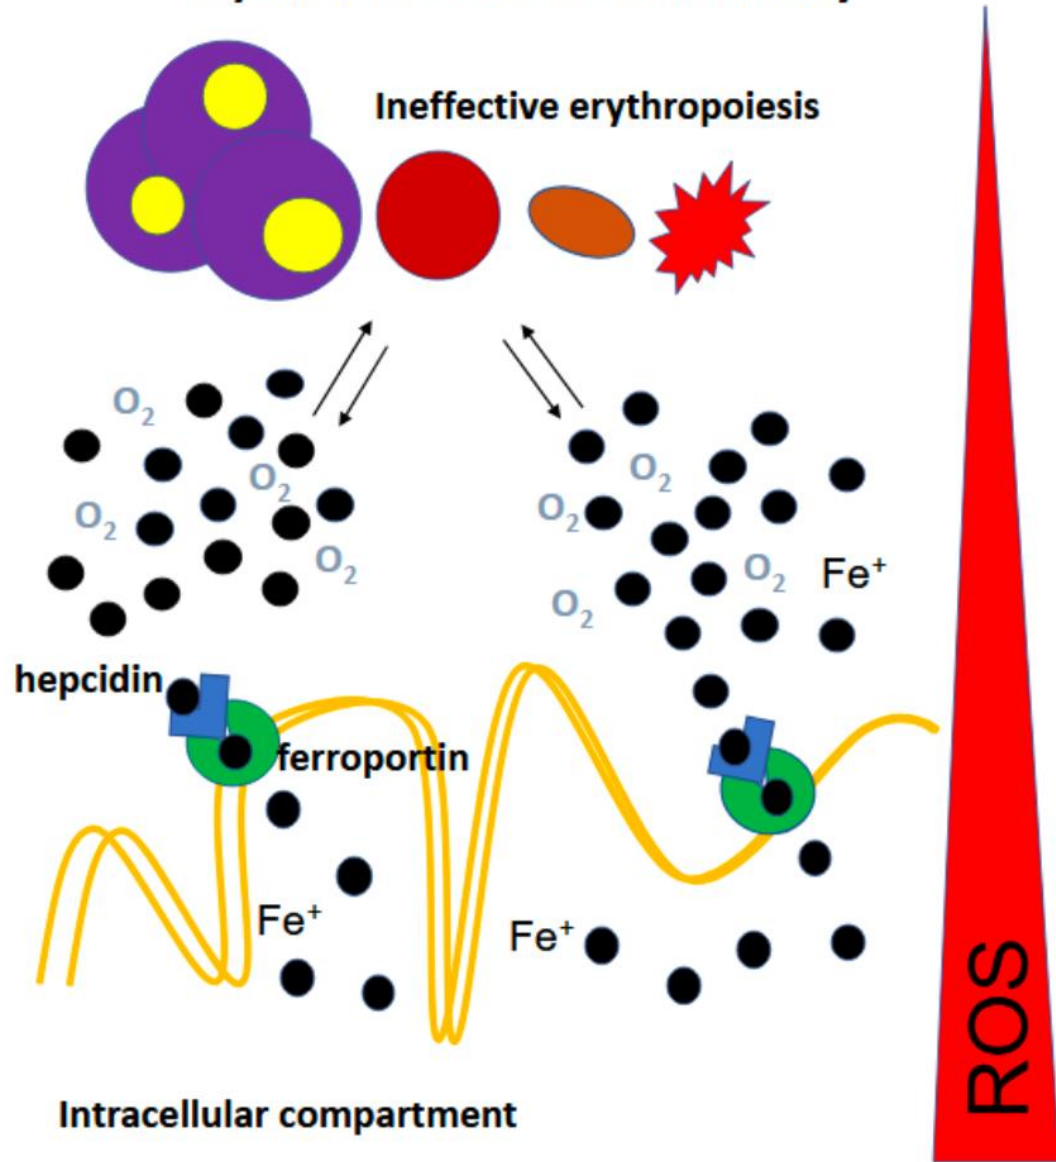 Ineffective erythropoiesis
O₂
O₂
O₂
O₂
O₂
O₂
O₂
O₂
Fe⁺
hepcidin
ferroportin
Fe⁺
Fe⁺
Intracellular compartment
ROS